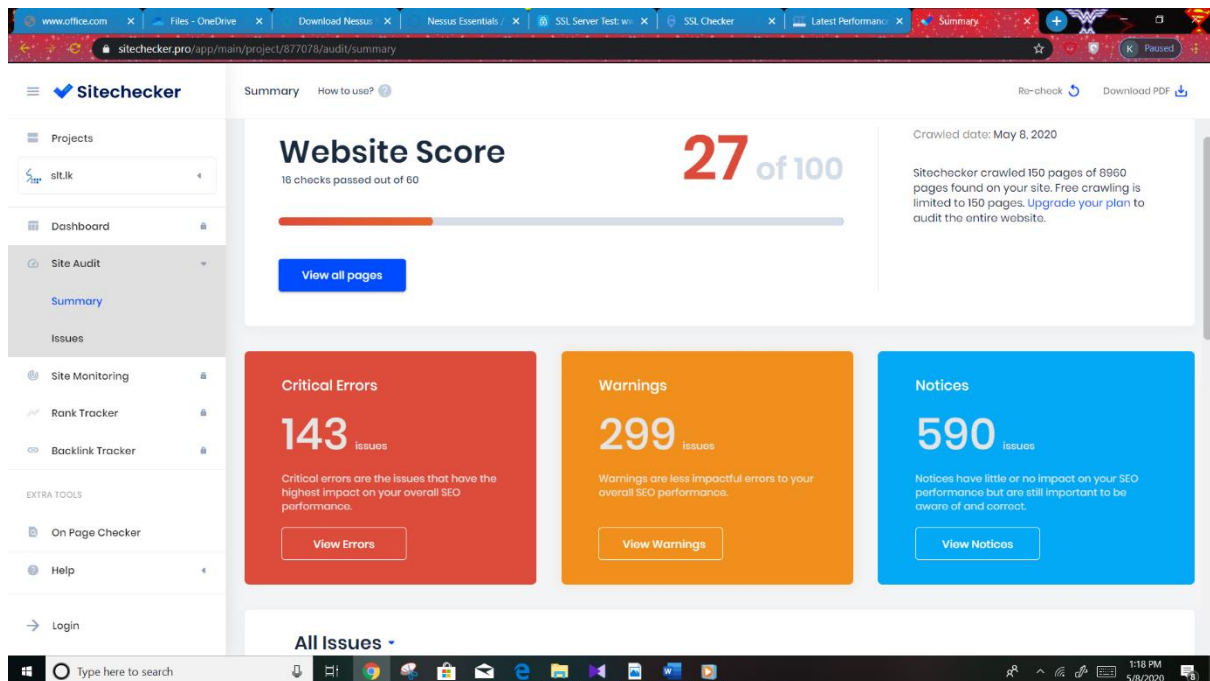 www.office.com
Files - OneDrive
Download Nessus
Nessus Essentials /
SSL Server Test: ww
SSL Checker
Latest Performanc
Summary
sitechecker.pro/app/main/project/877078/audit/summary
K Paused
Sitechecker
Summary How to use?
Re-check
Download PDF
Projects
slt.lk
Dashboard
Site Audit
Summary
Issues
Site Monitoring
Rank Tracker
Backlink Tracker
EXTRA TOOLS
On Page Checker
Help
Login
Website Score
16 checks passed out of 60
27 of 100
View all pages
Crawled date: May 8, 2020
Sitechecker crawled 150 pages of 8960
pages found on your site. Free crawling is
limited to 150 pages. Upgrade your plan to
audit the entire website.
Critical Errors
143 issues
Critical errors are the issues that have the
highest impact on your overall SEO
performance.
View Errors
Warnings
299 issues
Warnings are less impactful errors to your
overall SEO performance.
View Warnings
Notices
590 issues
Notices have little or no impact on your SEO
performance but are still important to be
aware of and correct.
View Notices
All Issues
Type here to search
1:18 PM
5/8/2020